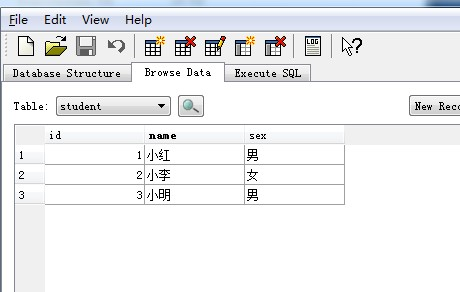 File Edit View Help
LOG
Database Structure Browse Data Execute SQL
Table: student New Reco
id name sex
1 1 小红 男
2 2 小李 女
3 3 小明 男